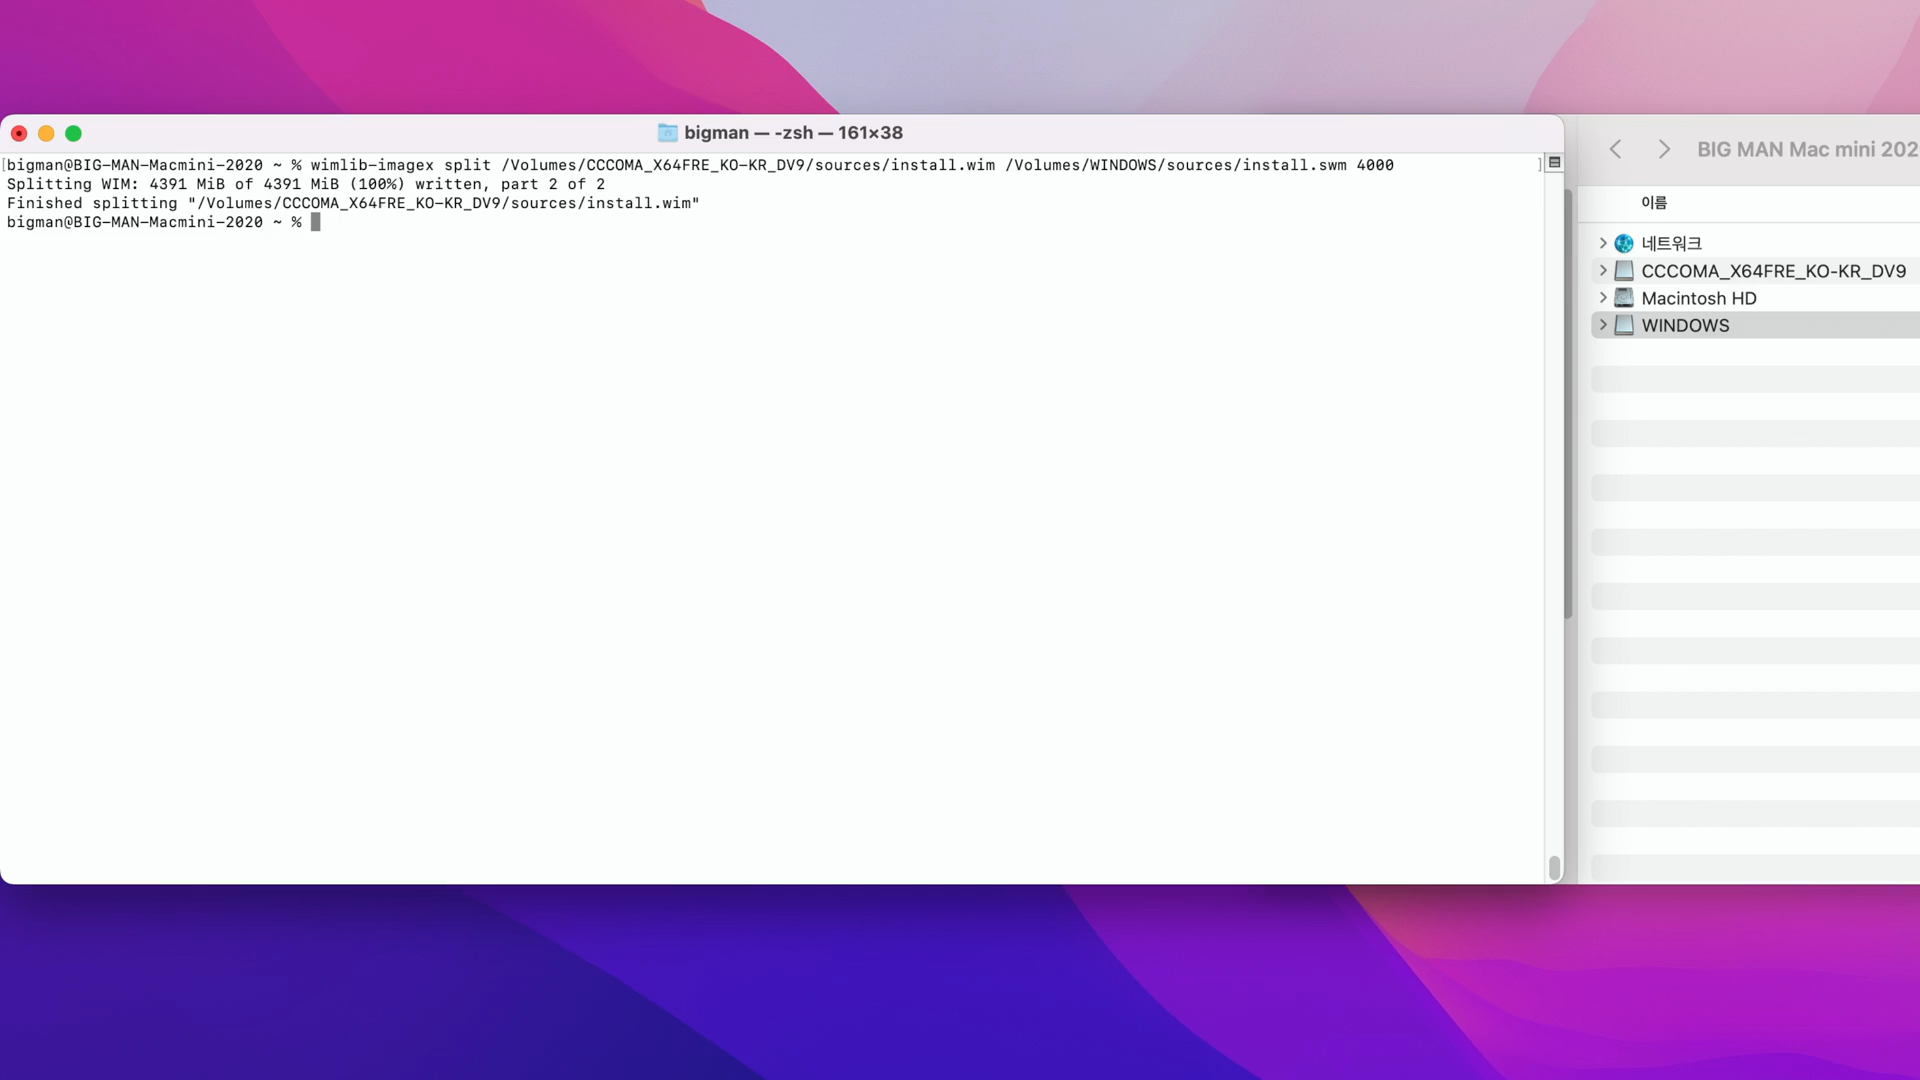 bigman — -zsh — 161×38
[bigman@BIG-MAN-Macmini-2020 ~ % wimlib-imagex split /Volumes/CCCOMA_X64FRE_KO-KR_DV9/sources/install.wim /Volumes/WINDOWS/sources/install.swm 4000 ]
Splitting WIM: 4391 MiB of 4391 MiB (100%) written, part 2 of 2
Finished splitting "/Volumes/CCCOMA_X64FRE_KO-KR_DV9/sources/install.wim"
bigman@BIG-MAN-Macmini-2020 ~ %
BIG MAN Mac mini 202
이름
네트워크
CCCOMA_X64FRE_KO-KR_DV9
Macintosh HD
WINDOWS